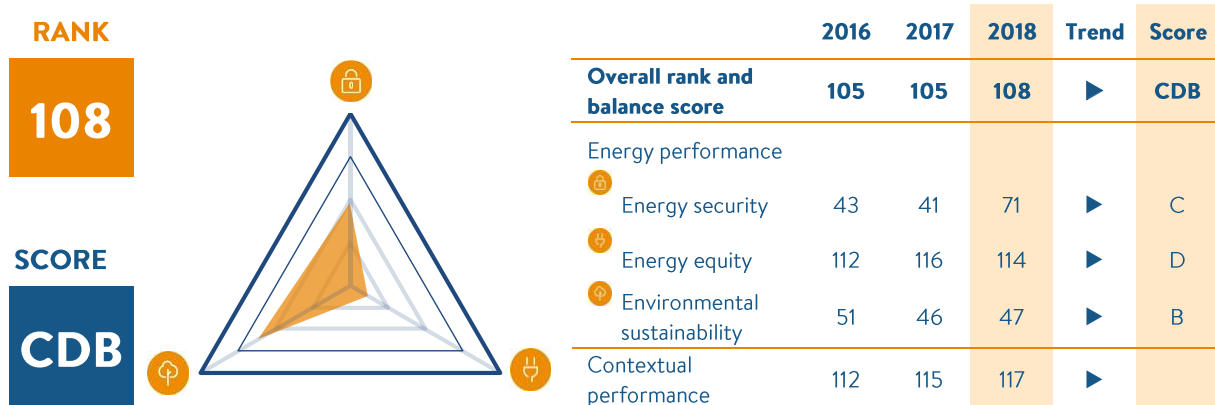 RANK
108
SCORE
CDB
2016 2017 2018 Trend Score
Overall rank and
balance score 105 105 108 CDB
Energy performance
Energy security 43 41 71 C
Energy equity 112 116 114 D
Environmental
sustainability 51 46 47 B
Contextual
performance 112 115 117